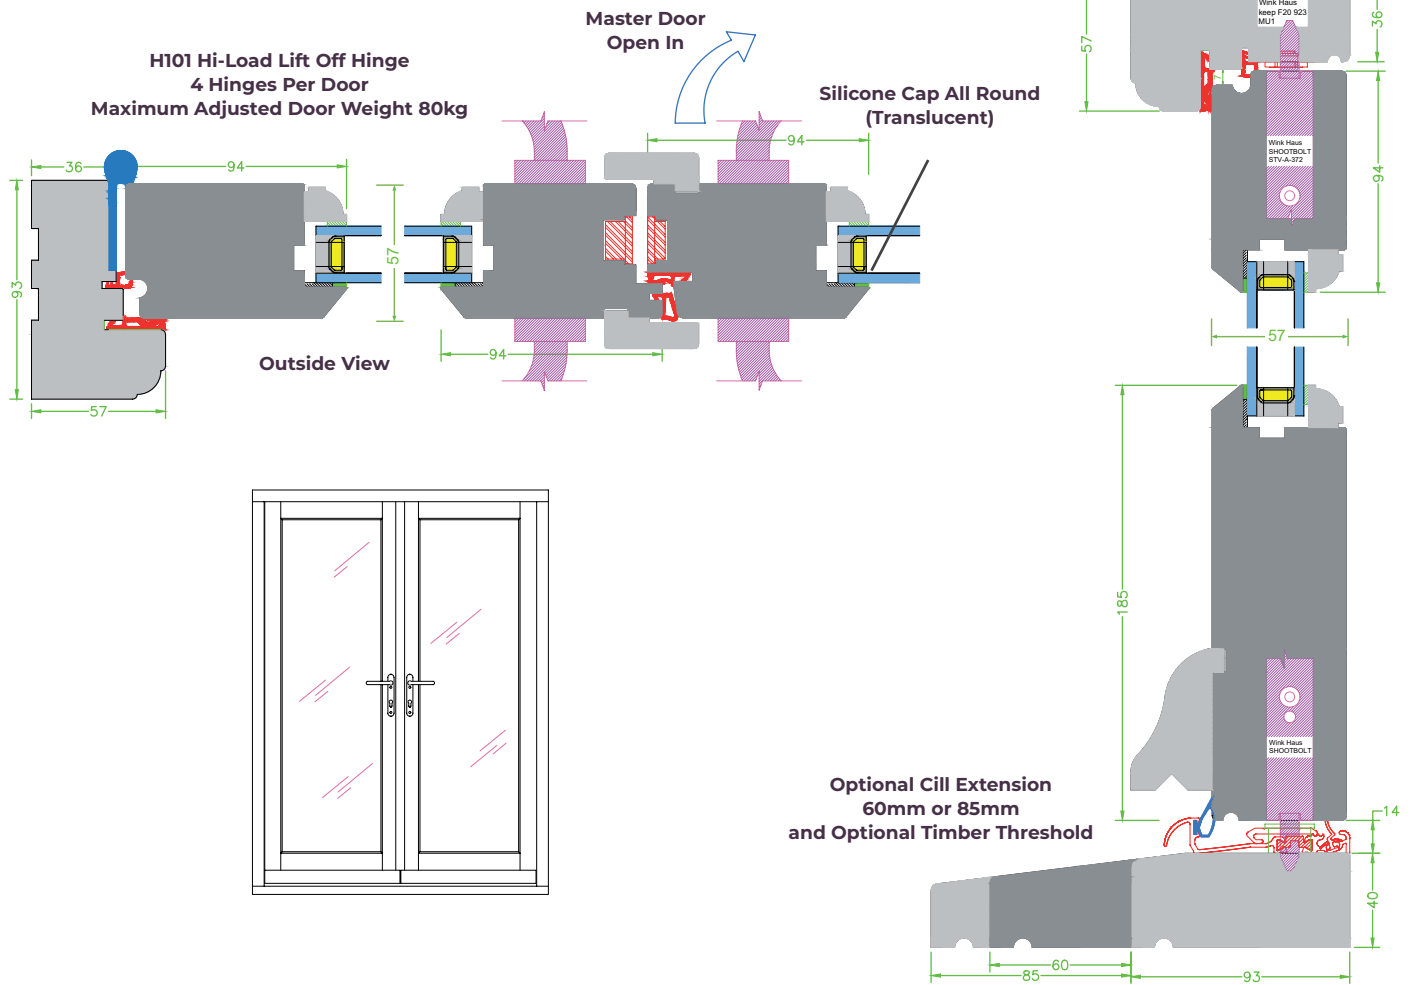 Master Door
Open In
H101 Hi-Load Lift Off Hinge
4 Hinges Per Door
Maximum Adjusted Door Weight 80kg
Silicone Cap All Round
(Translucent)
36
94
94
57
93
57
94
Outside View
Wink Haus
keep F20 923
MU1
36
57
7
Wink Haus
SHOOTBOLT
STV-A-372
94
57
185
Wink Haus
SHOOTBOLT
14
40
Optional Cill Extension
60mm or 85mm
and Optional Timber Threshold
60
85
93